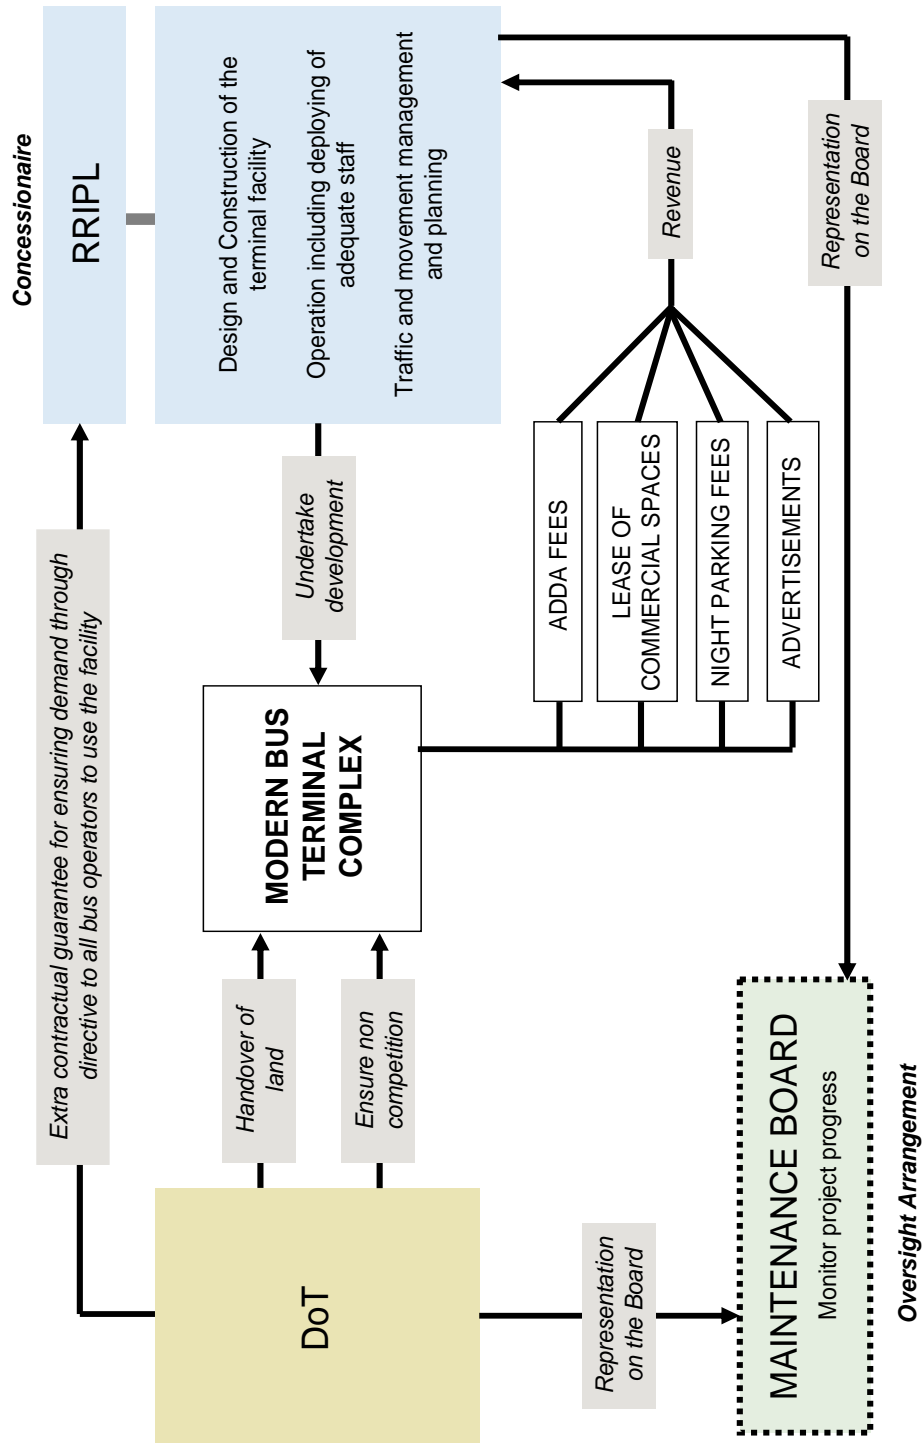 Extra contractual guarantee for ensuring demand through
directive to all bus operators to use the facility
Concessionaire
RRIPL
DoT
Handover of
land
Ensure non
competition
MODERN BUS
TERMINAL
COMPLEX
Undertake
development
Design and Construction of the
terminal facility
Operation including deploying of
adequate staff
Traffic and movement management
and planning
ADDA FEES
LEASE OF
COMMERCIAL SPACES
NIGHT PARKING FEES
ADVERTISEMENTS
Revenue
Representation
on the Board
Representation
on the Board
MAINTENANCE BOARD
Monitor project progress
Oversight Arrangement